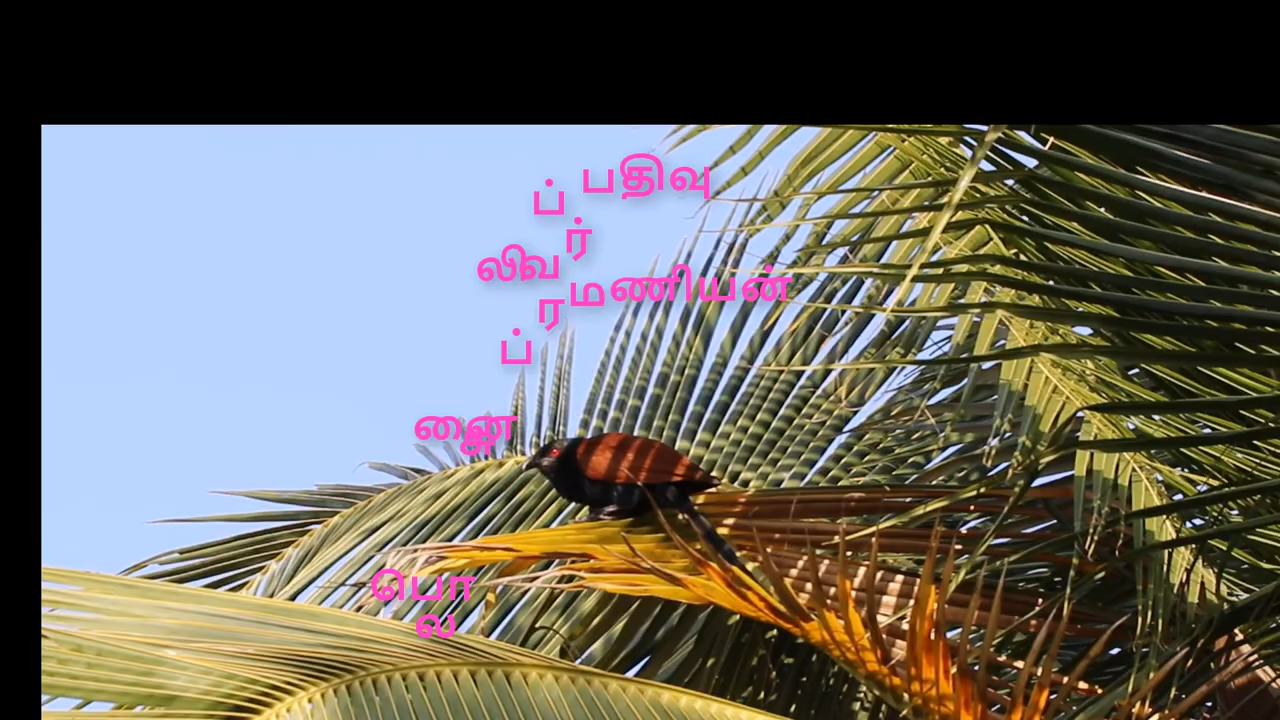 பதிவு
ப்
ர்
லிவ
மணியன்
ர
ப்
பொ
ல